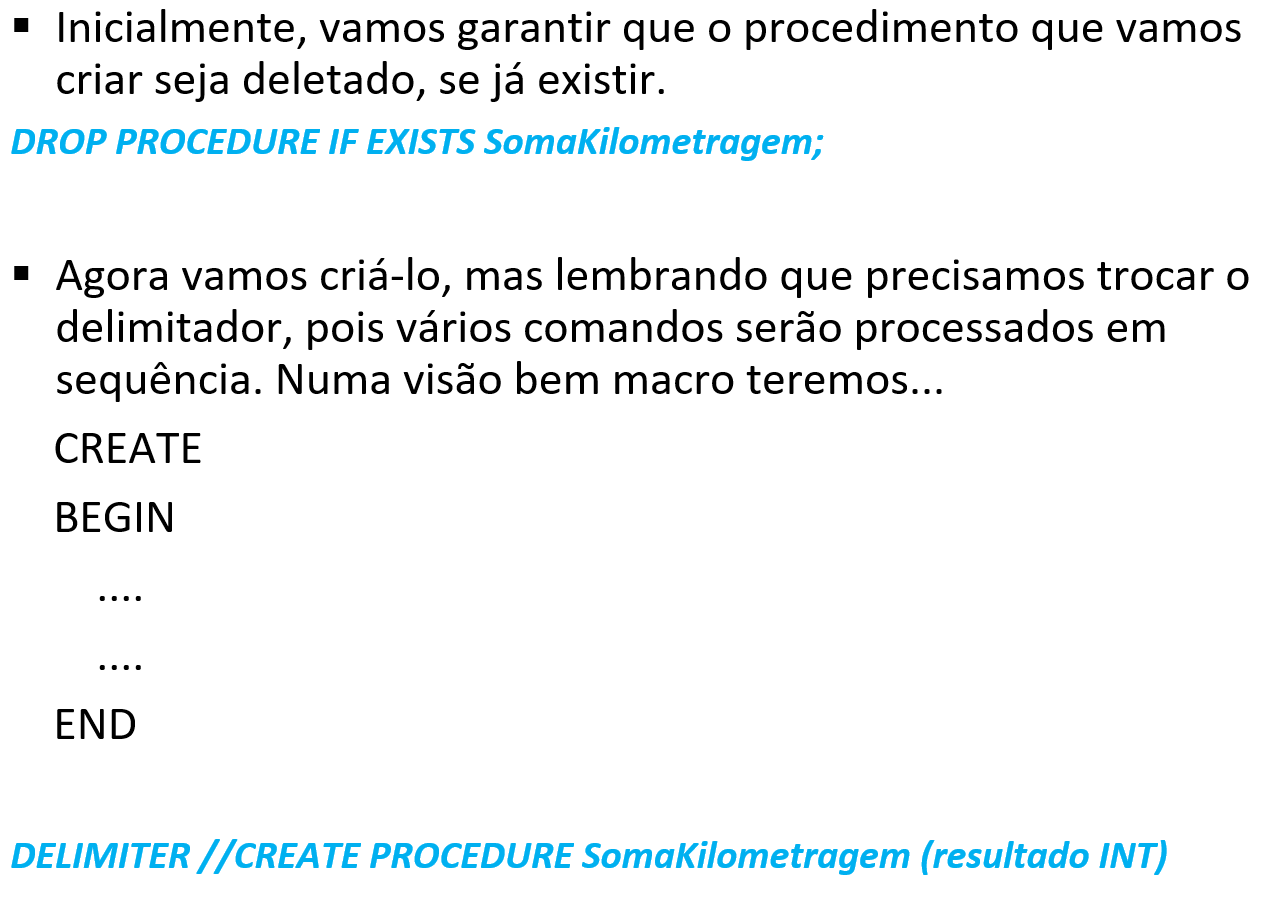 ▪ Inicialmente, vamos garantir que o procedimento que vamos
criar seja deletado, se já existir.
DROP PROCEDURE IF EXISTS SomaKilometragem;
▪ Agora vamos criá-lo, mas lembrando que precisamos trocar o
delimitador, pois vários comandos serão processados em
sequência. Numa visão bem macro teremos...
CREATE
BEGIN
....
....
END
DELIMITER //CREATE PROCEDURE SomaKilometragem (resultado INT)